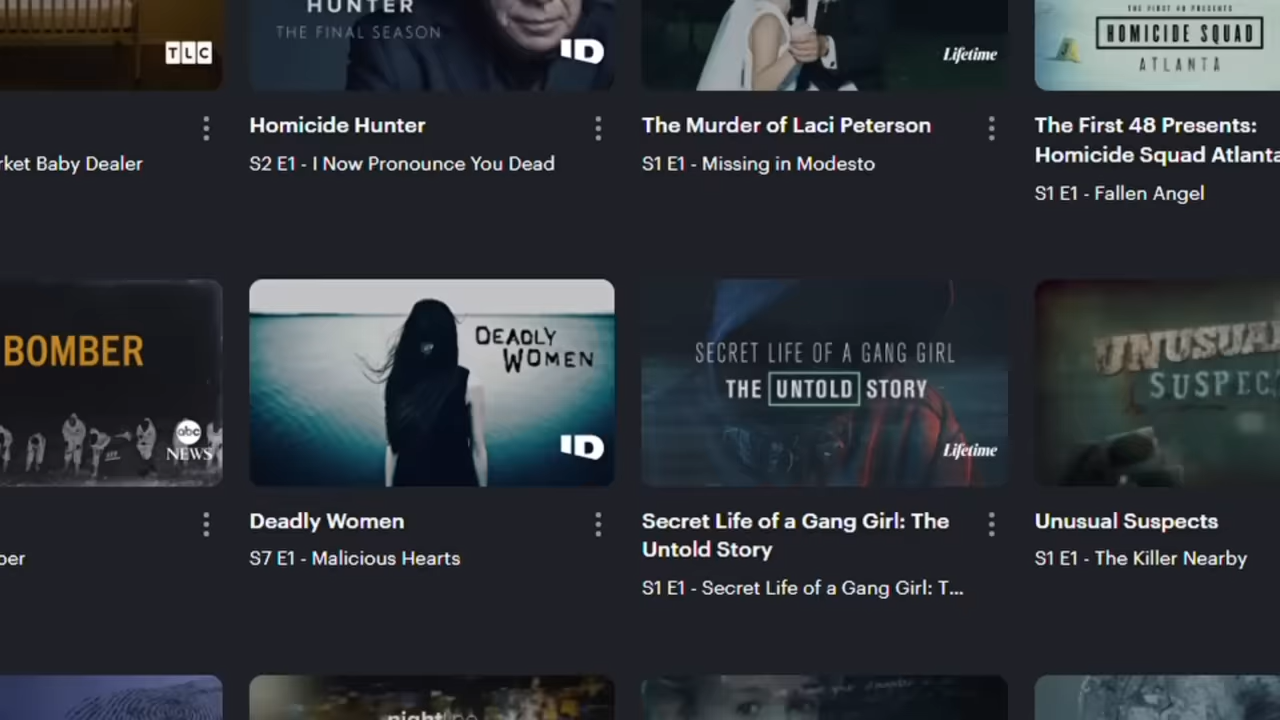 HUNTER
THE FINAL SEASON
TLC
ID
Lifetime
THE FIRST 48 PRESENTS
HOMICIDE SQUAD
ATLANTA
rket Baby Dealer
Homicide Hunter
S2 E1 - I Now Pronounce You Dead
The Murder of Laci Peterson
S1 E1 - Missing in Modesto
The First 48 Presents:
Homicide Squad Atlanta
S1 E1 - Fallen Angel
BOMBER
abc
NEWS
DEADLY
WOMEN
ID
SECRET LIFE OF A GANG GIRL
THE UNTOLD STORY
Lifetime
UNUSUAL
SUSPEC
ber
Deadly Women
S7 E1 - Malicious Hearts
Secret Life of a Gang Girl: The
Untold Story
S1 E1 - Secret Life of a Gang Girl: T...
Unusual Suspects
S1 E1 - The Killer Nearby